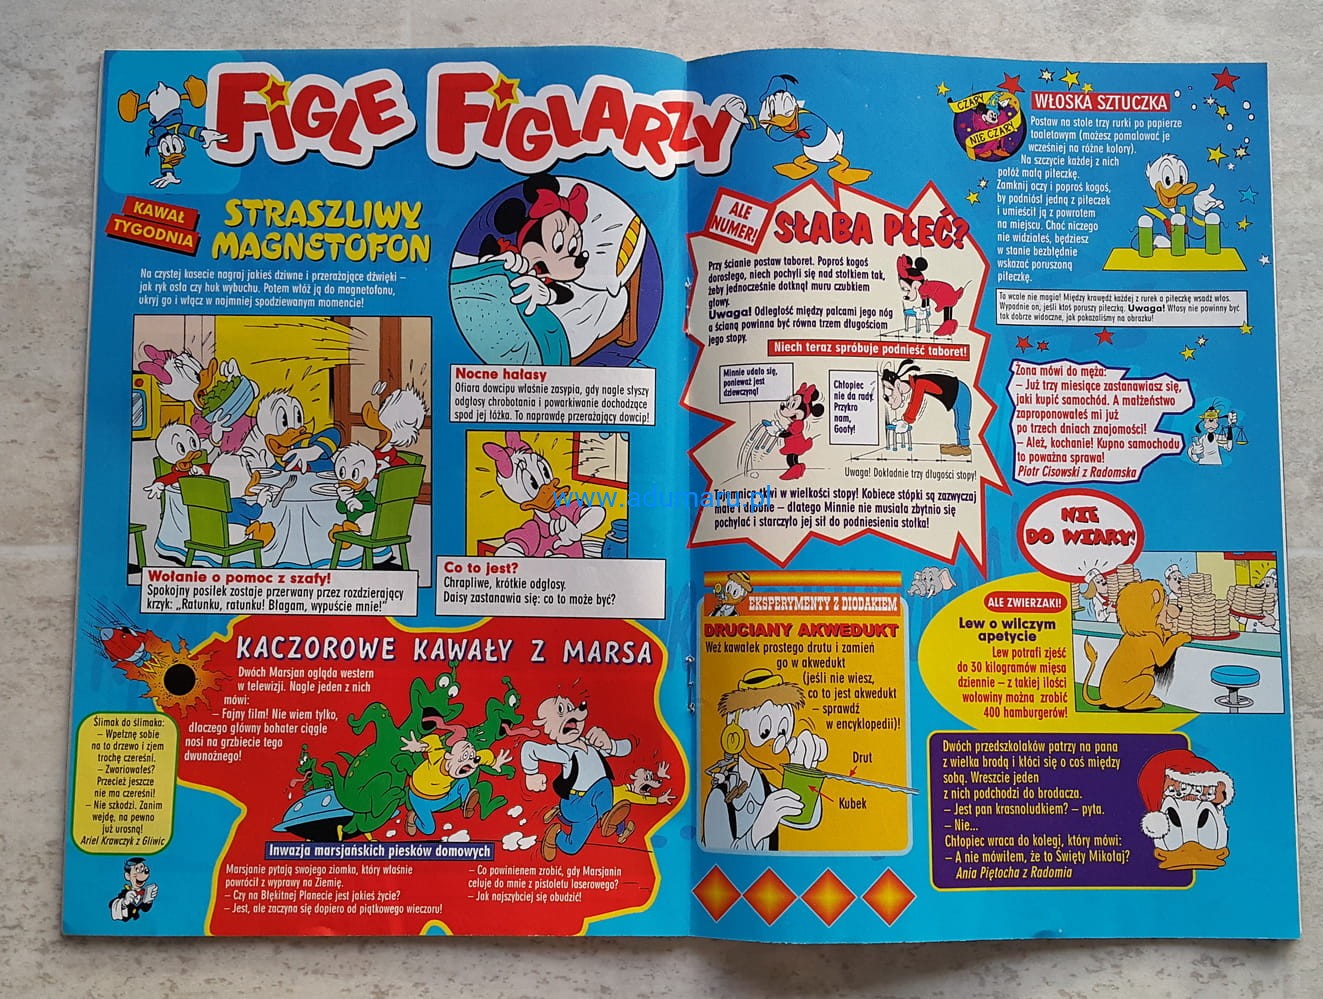 FIGLE FIGLARZY
KAWAŁ
TYGODNIA
STRASZLIWY
MAGNETOFON
Na czystej kasecie nagraj jakieś dziwne i przerażające dźwięki –
jak ryk osła czy huk wybuchu. Potem włóż ją do magnetofonu,
ukryj go i włącz w najmniej spodziewanym momencie!
Wołanie o pomoc z szafy!
Spokojny posiłek zostaje przerwany przez rozdzierający
krzyk: „Ratunku, ratunku! Błagam, wypuście mnie!”
Nocne hałasy
Ofiara dowcipu właśnie zasypia, gdy nagle słyszy
odgłosy chrobotania i powarkiwanie dochodzące
spod jej łóżka. To naprawdę przerażający dowcip!
Co to jest?
Chrapliwe, krótkie odgłosy.
Daisy zastanawia się: co to może być?
KACZOROWE KAWAŁY Z MARSA
Dwóch Marsjan ogląda western
w telewizji. Nagle jeden z nich
mówi:
– Fajny film! Nie wiem tylko,
dlaczego główny bohater ciągle
nosi na grzbiecie tego
dwunożnego!
Inwazja marsjańskich piesków domowych
Marsjanie pytają swojego ziomka, który właśnie
powrócił z wyprawy na Ziemię.
– Czy na Błękitnej Planecie jest jakieś życie?
– Jest, ale zaczyna się dopiero od piątkowego wieczoru!
– Co powinienem zrobić, gdy Marsjanin
celuje do mnie z pistoletu laserowego?
– Jak najszybciej się obudzić!
Ślimak do ślimaka:
– Wpełznę sobie
na to drzewo i zjem
trochę czereśni.
– Zwariowałeś?
Przecież jeszcze
nie ma czereśni!
– Nie szkodzi. Zanim
wejdę, na pewno
już urosną!
Ariel Krawczyk z Gliwic
ALE
NUMER!
SŁABA PŁEĆ?
Przy ścianie postaw taboret. Poproś kogoś
dorosłego, niech pochyli się nad stołkiem tak,
żeby jednocześnie dotknął muru czubkiem
głowy.
Uwaga! Odległość między palcami jego nóg
a ścianą powinna być równa trzem długościom
jego stopy.
Niech teraz spróbuje podnieść taboret!
Minnie udało się,
ponieważ jest
dziewczyną!
Chłopiec
nie da rady.
Przykro
nam,
Goofy!
Uwaga! Dokładnie trzy długości stopy!
wi w wielkości stopy! Kobiece stópki są zazwyczaj
małe i – dlatego Minnie nie musiała zbytnio się
pochylać i starczyło jej sił do podniesienia stołka!
www.adumaru.pl
CZARY
NIE CZARY
WŁOSKA SZTUCZKA
Postaw na stole trzy rurki po papierze
toaletowym (możesz pomalować je
wcześniej na różne kolory).
Na szczycie każdej z nich
połóż małą piłeczkę.
Zamknij oczy i poproś kogoś,
by podniósł jedną z piłeczek
i umieścił ją z powrotem
na miejscu. Choć niczego
nie widziałeś, będziesz
w stanie bezbłędnie
wskazać poruszoną
piłeczkę.
To wcale nie magia! Między krawędź każdej z rurek a piłeczkę wsadź włos.
Wypadnie on, jeśli ktoś poruszy piłeczkę. Uwaga! Włosy nie powinny być
tak dobrze widoczne, jak pokazaliśmy na obrazku!
Żona mówi do męża:
– Już trzy miesiące zastanawiasz się,
jaki kupić samochód. A małżeństwo
zaproponowałeś mi już
po trzech dniach znajomości!
– Ależ, kochanie! Kupno samochodu
to poważna sprawa!
Piotr Cisowski z Radomska
NIE
DO WIARY!
ALE ZWIERZAKI!
Lew o wilczym
apetycie
Lew potrafi zjeść
do 30 kilogramów mięsa
dziennie – z takiej ilości
wołowiny można zrobić
400 hamburgerów!
EKSPERYMENTY Z DIODAKIEM
DRUCIANY AKWEDUKT
Weź kawałek prostego drutu i zamień
go w akwedukt
(jeśli nie wiesz,
co to jest akwedukt
– sprawdź
w encyklopedii)!
Drut
Kubek
Dwóch przedszkolaków patrzy na pana
z wielka brodą i kłóci się o coś między
sobą. Wreszcie jeden
z nich podchodzi do brodacza.
– Jest pan krasnoludkiem? – pyta.
– Nie...
Chłopiec wraca do kolegi, który mówi:
– A nie mówiłem, że to Święty Mikołaj?
Ania Piętocha z Radomia